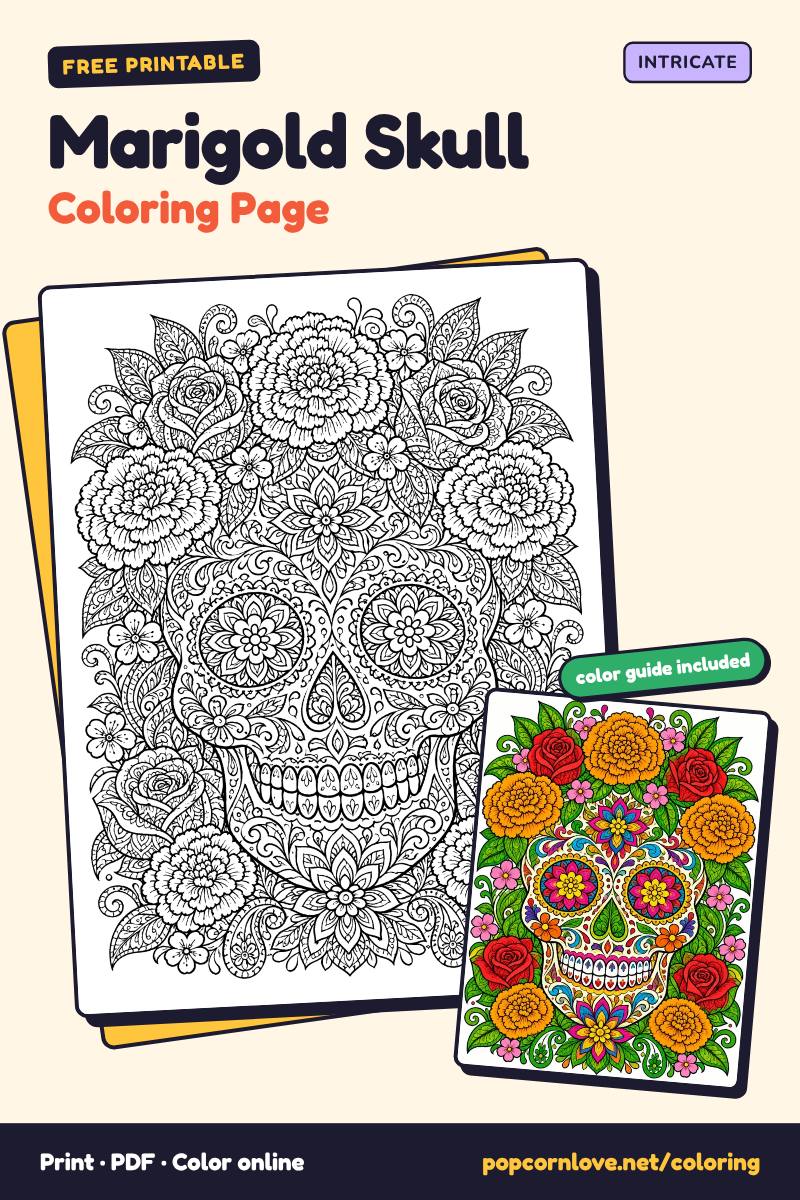 FREE PRINTABLE
INTRICATE
Marigold Skull
Coloring Page
color guide included
Print · PDF · Color online
popcornlove.net/coloring